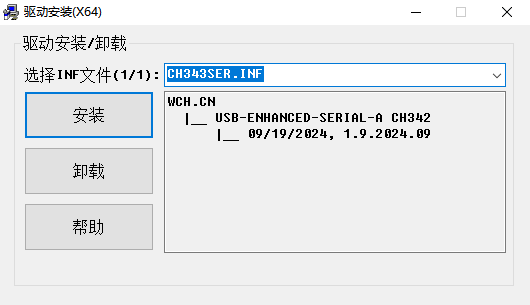 驱动安装(X64)
驱动安装/卸载
选择INF文件(1/1):
CH343SER.INF
安装
卸载
帮助
WCH.CN
|__ USB-ENHANCED-SERIAL-A CH342
|__ 09/19/2024, 1.9.2024.09